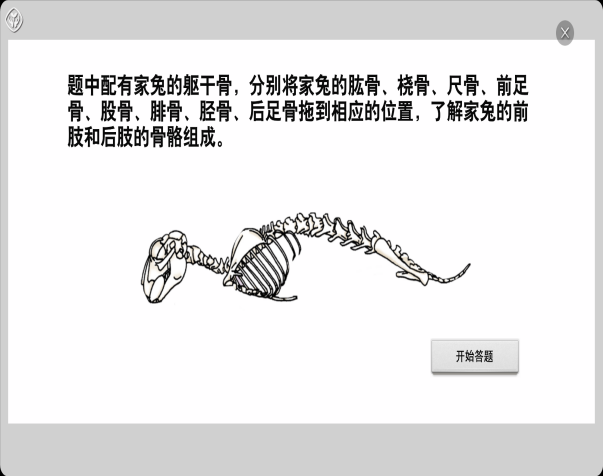 题中配有家兔的躯干骨，分别将家兔的肱骨、桡骨、尺骨、前足
骨、股骨、腓骨、胫骨、后足骨拖到相应的位置，了解家兔的前
肢和后肢的骨骼组成。
开始答题